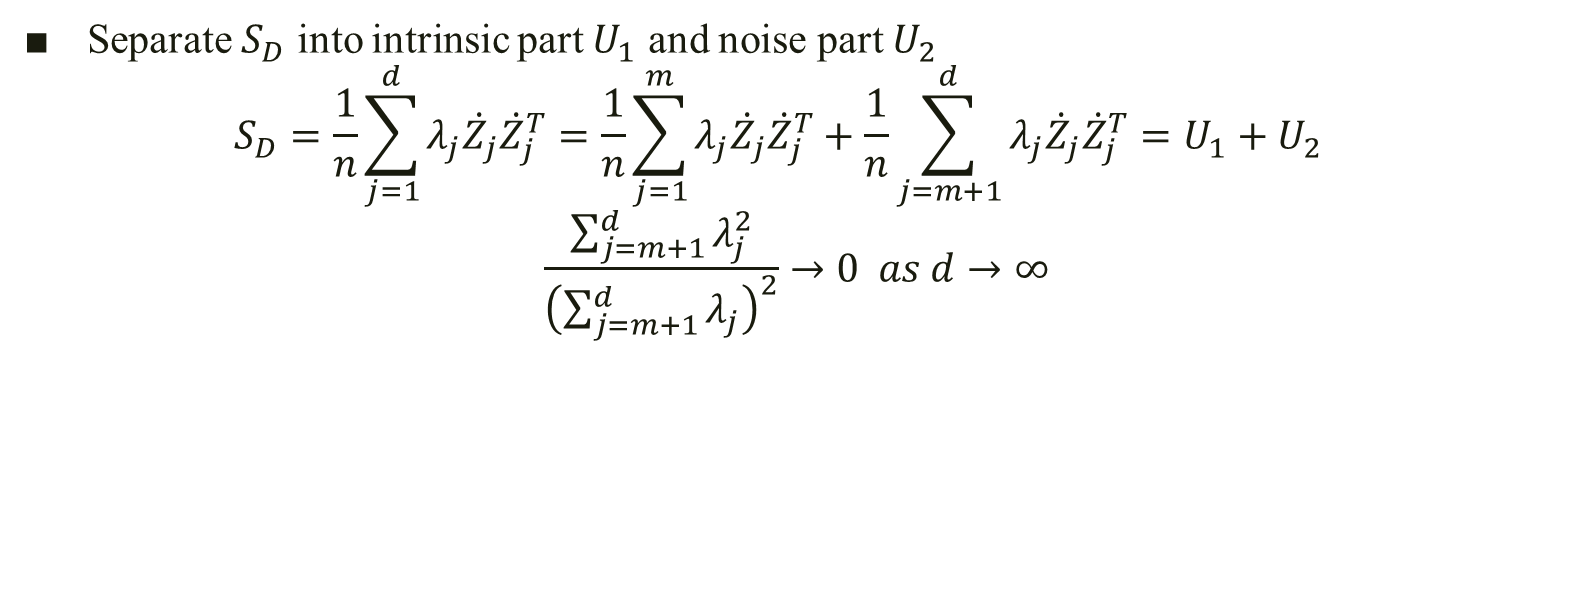 ■ Separate $S_D$ into intrinsic part $U_1$ and noise part $U_2$
$S_D = \frac{1}{n}\sum_{j=1}^{d} \lambda_j \dot{Z}_j \dot{Z}_j^T = \frac{1}{n}\sum_{j=1}^{m} \lambda_j \dot{Z}_j \dot{Z}_j^T + \frac{1}{n}\sum_{j=m+1}^{d} \lambda_j \dot{Z}_j \dot{Z}_j^T = U_1 + U_2$
$\frac{\sum_{j=m+1}^{d} \lambda_j^2}{\left(\sum_{j=m+1}^{d} \lambda_j\right)^2} \rightarrow 0 \ \ as \ d \rightarrow \infty$